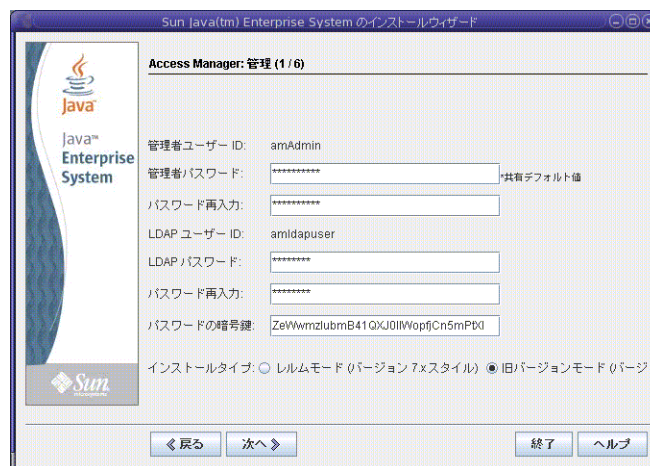 Sun Java(tm) Enterprise System のインストールウィザード
Java
Java™
Enterprise
System
Sun
microsystems
Access Manager: 管理 (1 / 6)
管理者ユーザー ID: amAdmin
管理者パスワード: ********** *共有デフォルト値
パスワード再入力: **********
LDAP ユーザー ID: amldapuser
LDAP パスワード: ********
パスワード再入力: ********
パスワードの暗号鍵:
インストールタイプ: レルムモード (バージョン 7.x スタイル) 旧バージョンモード (バージ
戻る 次へ 終了 ヘルプ